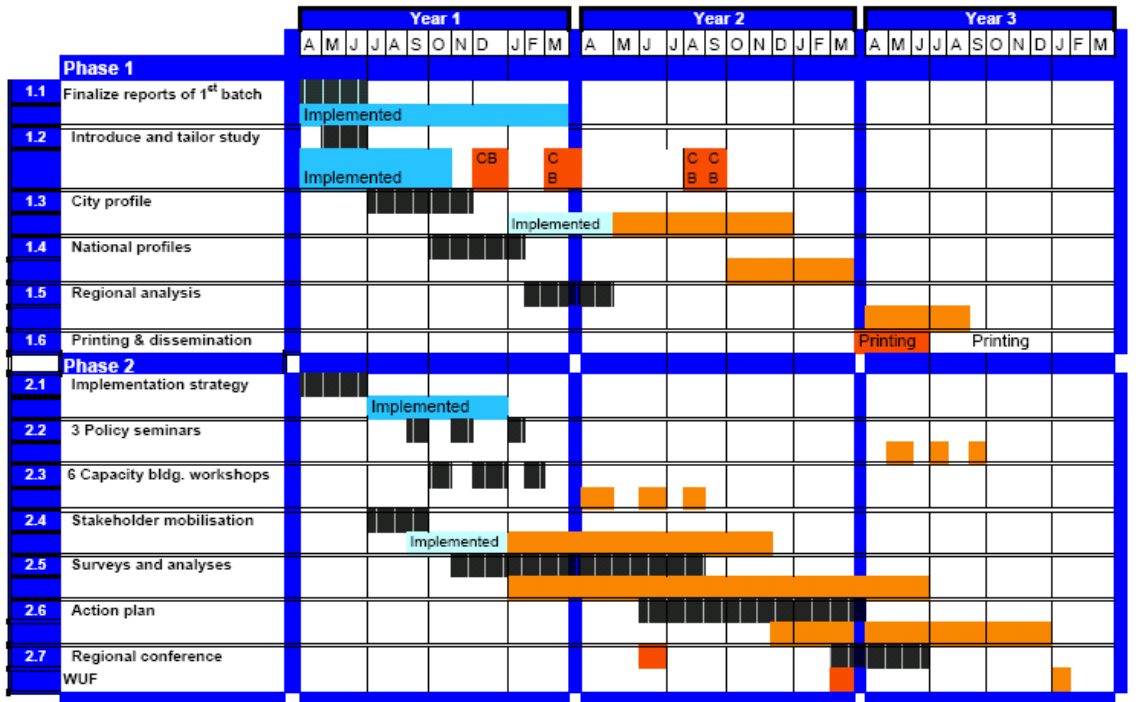 Year 1 Year 2 Year 3
A M J J A S O N D J F M A M J J A S O N D J F M A M J J A S O N D J F M
Phase 1
1.1 Finalize reports of 1st batch
Implemented
1.2 Introduce and tailor study
CB C C C
Implemented B B B
1.3 City profile
Implemented
1.4 National profiles
1.5 Regional analysis
1.6 Printing & dissemination Printing Printing
Phase 2
2.1 Implementation strategy
Implemented
2.2 3 Policy seminars
2.3 6 Capacity bldg. workshops
2.4 Stakeholder mobilisation
Implemented
2.5 Surveys and analyses
2.6 Action plan
2.7 Regional conference
WUF